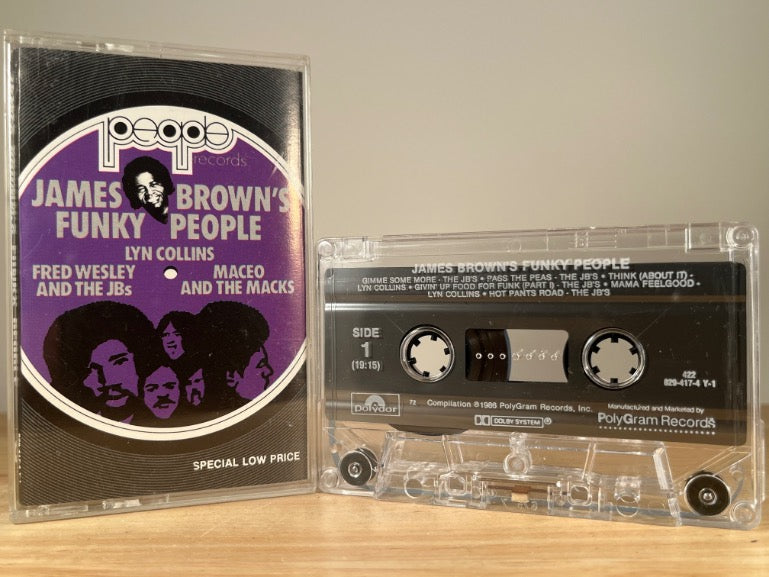 people
records
JAMES BROWN'S
FUNKY PEOPLE
LYN COLLINS
FRED WESLEY
AND THE JBs
MACEO
AND THE MACKS
SPECIAL LOW PRICE
JAMES BROWN'S FUNKY PEOPLE
GIMME SOME MORE - THE JB'S • PASS THE PEAS - THE JB'S • THINK (ABOUT IT) -
LYN COLLINS • GIVIN' UP FOOD FOR FUNK (PART I) - THE JB'S • MAMA FEELGOOD -
LYN COLLINS • HOT PANTS ROAD - THE JB'S
SIDE
1
(19:15)
422
829-417-4 Y-1
polydor
72
Compilation ©1986 PolyGram Records, Inc.
DOLBY SYSTEM ®
Manufactured and Marketed by
PolyGram Records